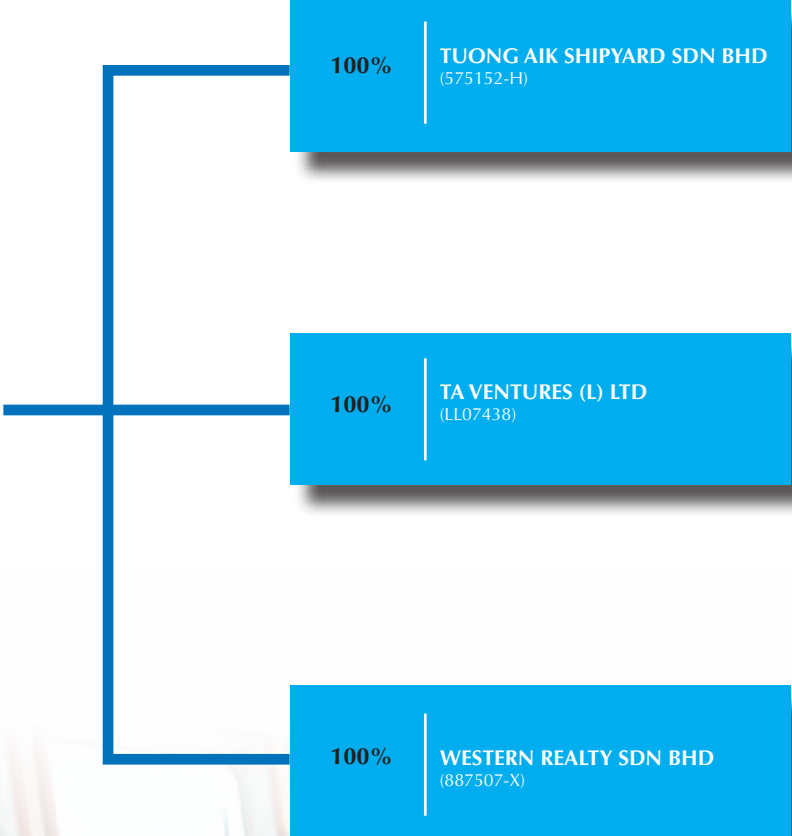 100%
TUONG AIK SHIPYARD SDN BHD
(575152-H)
100%
TA VENTURES (L) LTD
(LL07438)
100%
WESTERN REALTY SDN BHD
(887507-X)